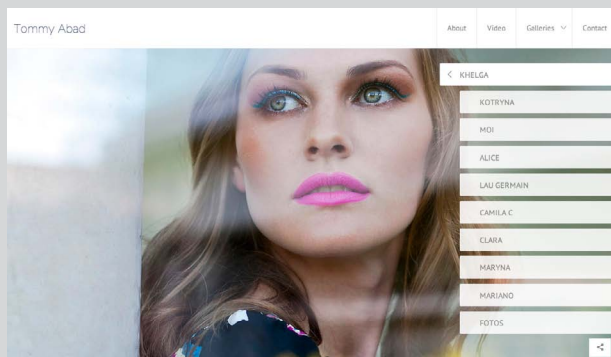 Tommy Abad
About Video Galleries Contact
KHELGA
KOTRYNA
MOI
ALICE
LAU GERMAIN
CAMILA C.
CLARA
MARYNA
MARIANO
FOTOS